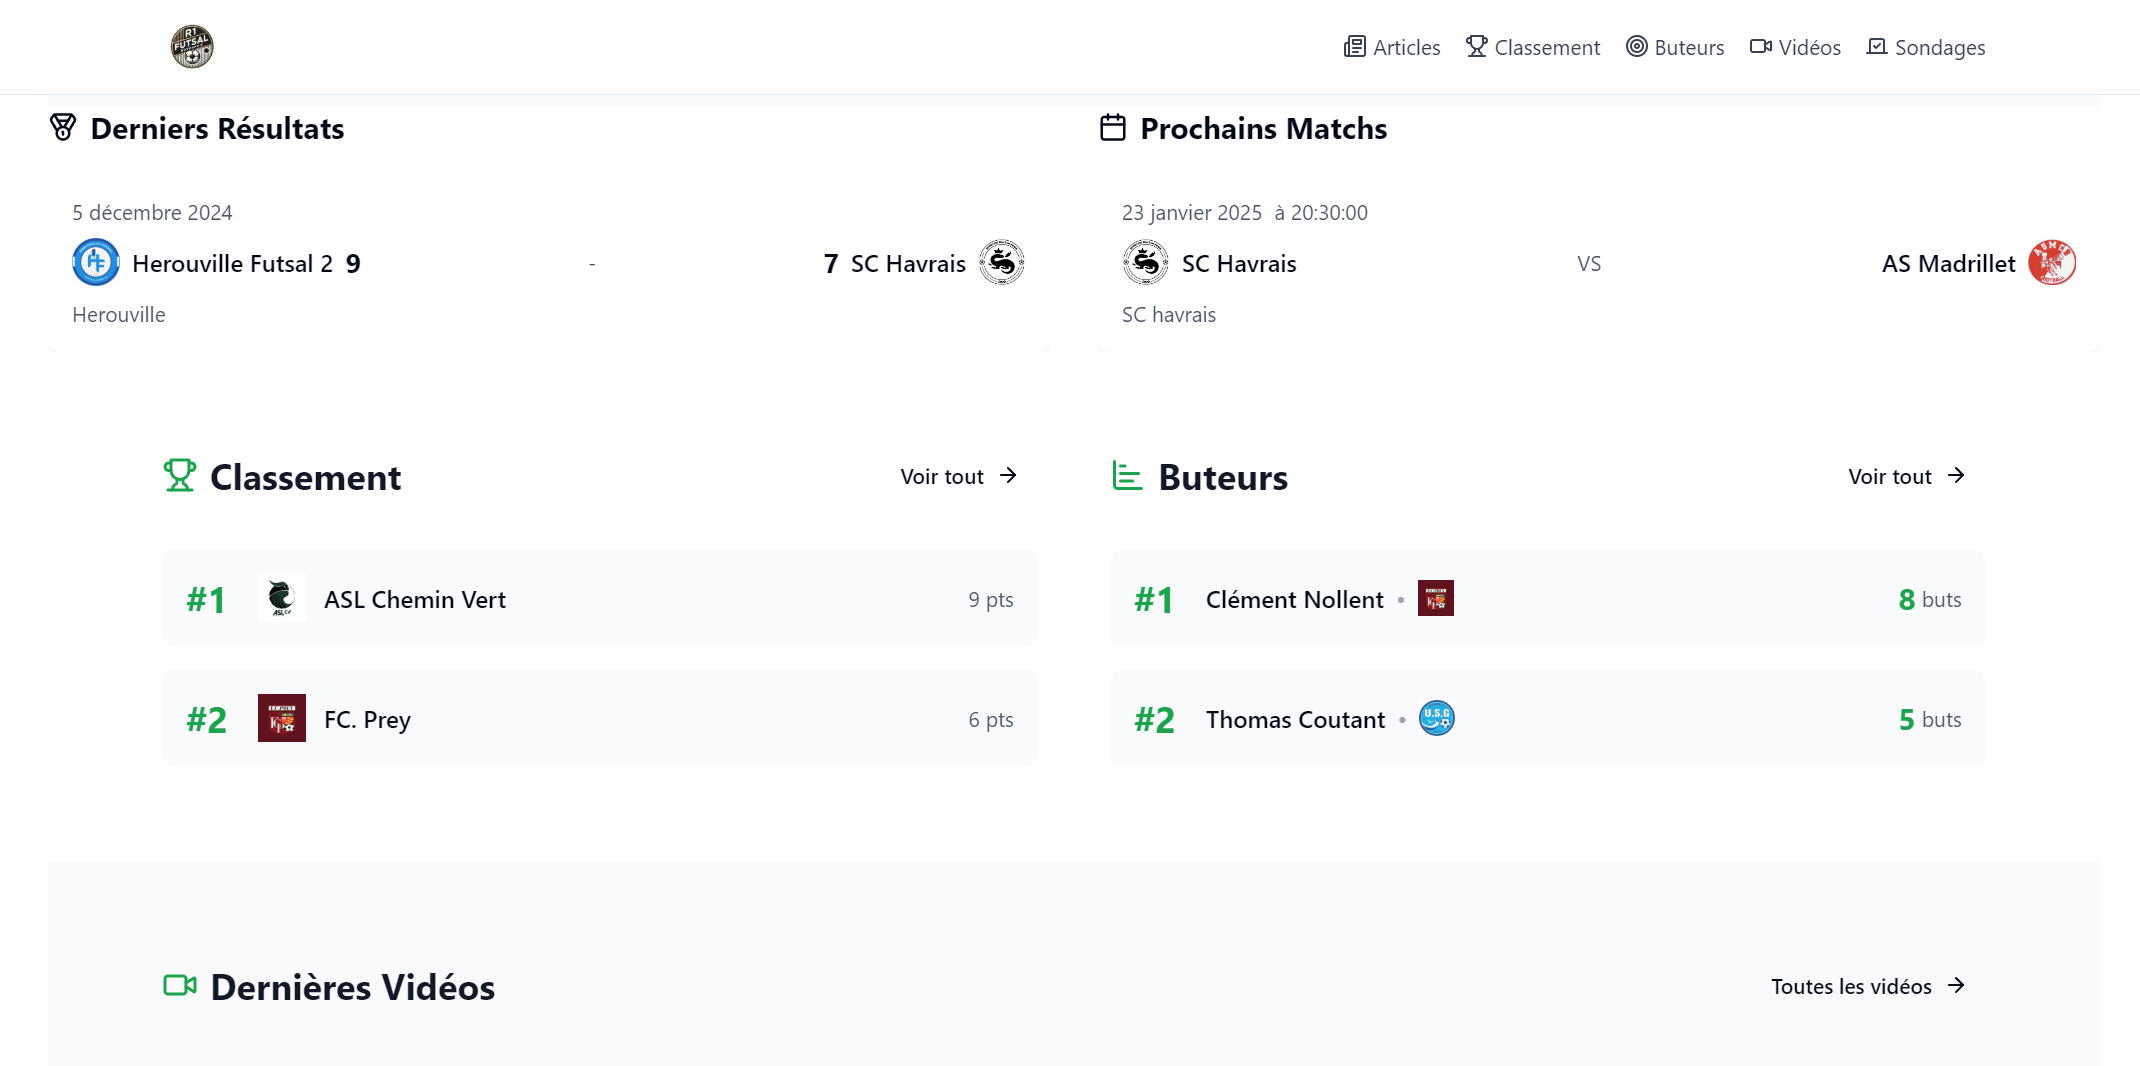 R1
FUTSAL
Articles
Classement
Buteurs
Vidéos
Sondages
Derniers Résultats
5 décembre 2024
Herouville Futsal 2 9 - 7 SC Havrais
Herouville
Prochains Matchs
23 janvier 2025 à 20:30:00
SC Havrais VS AS Madrillet
SC havrais
Classement
Voir tout
#1 ASL Chemin Vert 9 pts
#2 FC. Prey 6 pts
Buteurs
Voir tout
#1 Clément Nollent • 8 buts
#2 Thomas Coutant • U.S.G 5 buts
Dernières Vidéos
Toutes les vidéos